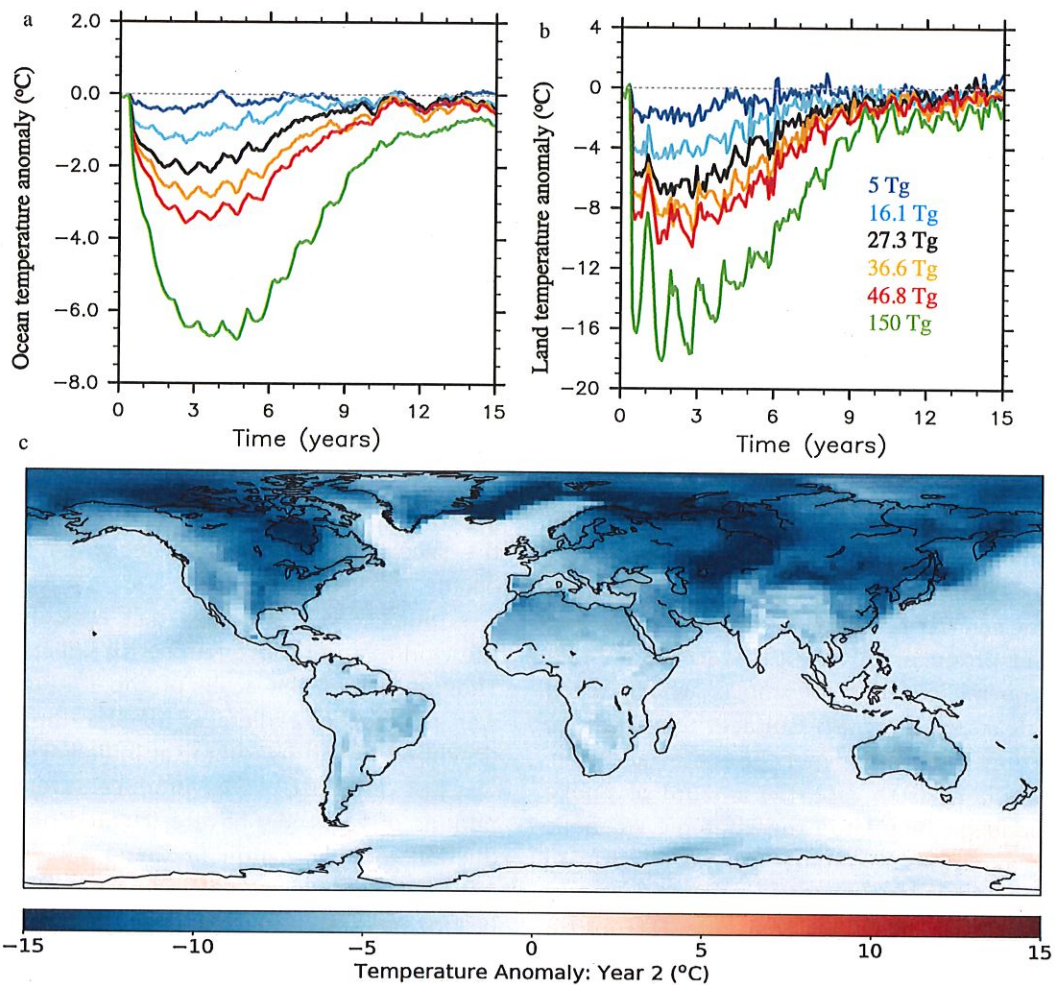 a
Ocean temperature anomaly (°C)
2.0
0.0
−2.0
−4.0
−6.0
−8.0
0 3 6 9 12 15
Time (years)
b
Land temperature anomaly (°C)
4
0
−4
−8
−12
−16
−20
5 Tg
16.1 Tg
27.3 Tg
36.6 Tg
46.8 Tg
150 Tg
0 3 6 9 12 15
Time (years)
c
−15 −10 −5 0 5 10 15
Temperature Anomaly: Year 2 (°C)